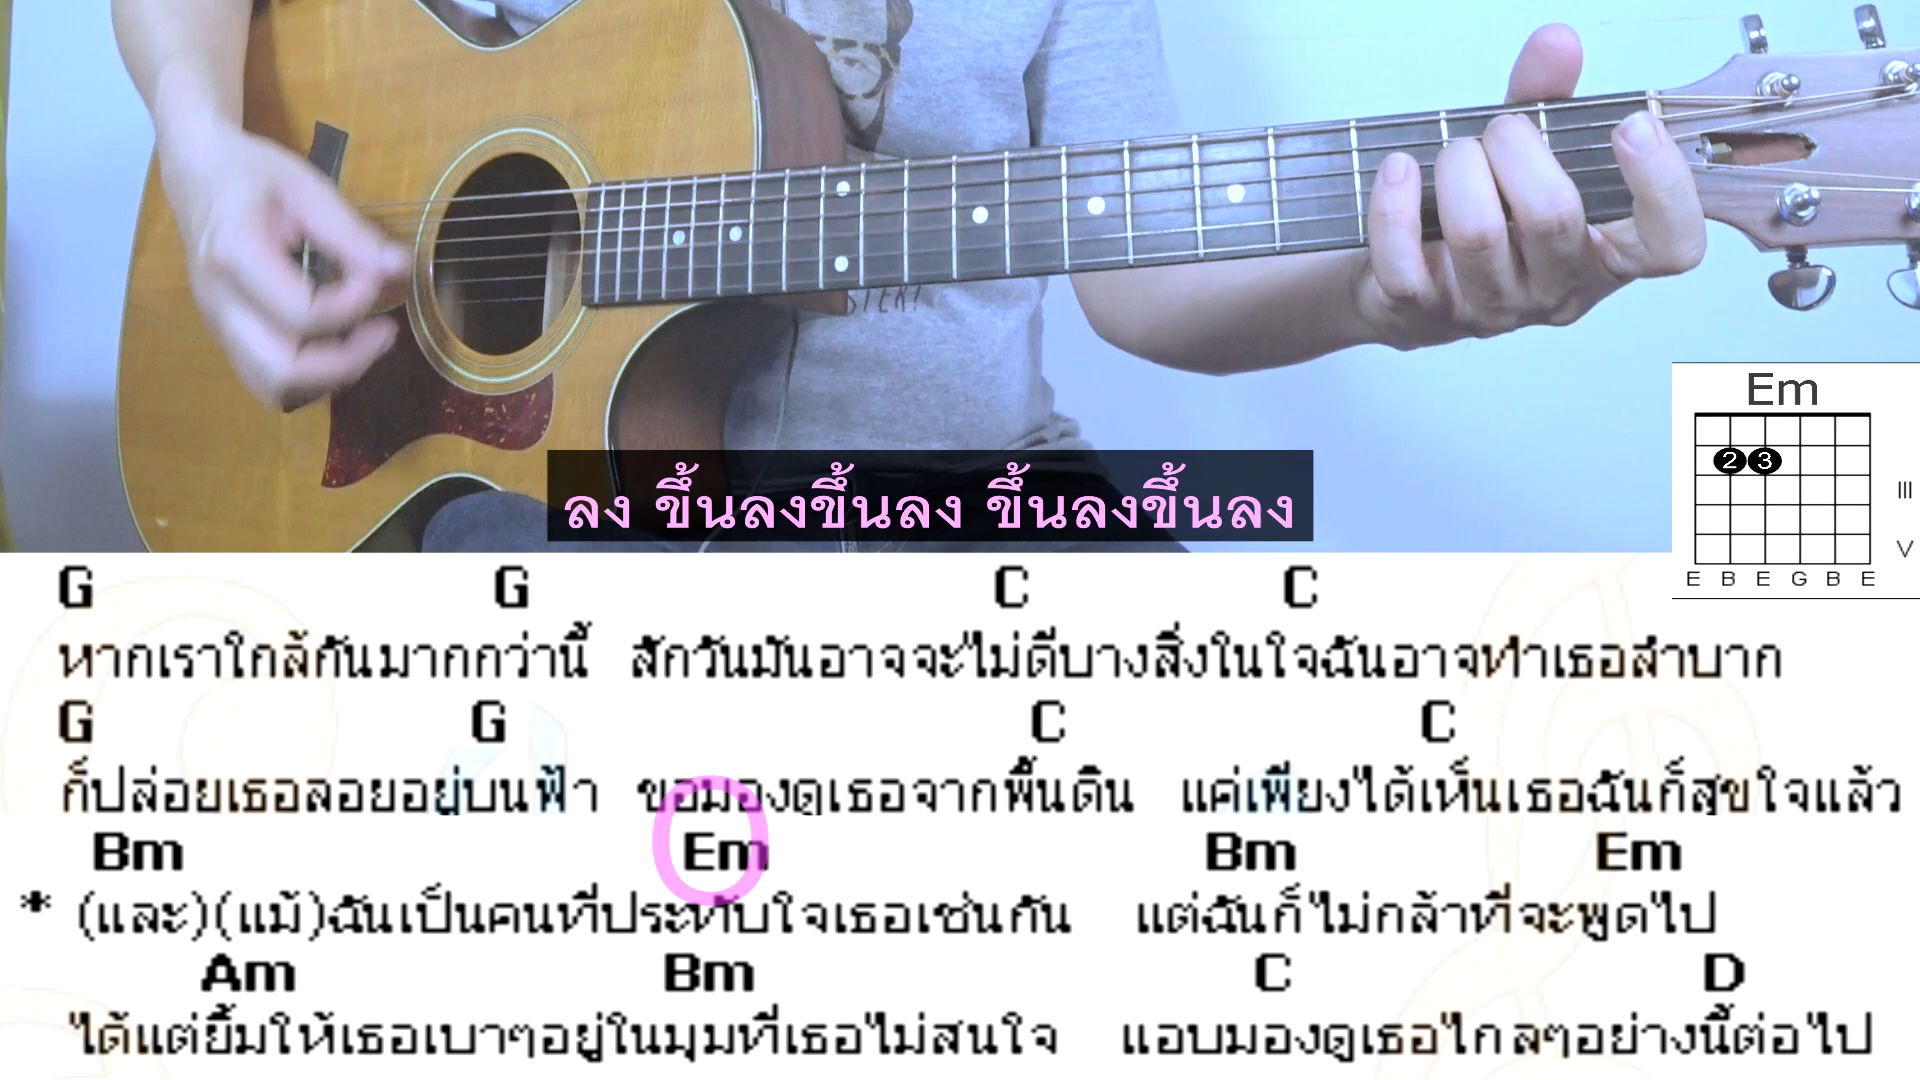 STER?
Em
2 3
III
V
E B E G B E
ลง ขึ้นลงขึ้นลง ขึ้นลงขึ้นลง
G G C C
หากเราใกล้กันมากกว่านี้ สักวันมันอาจจะไม่ดีบางสิ่งในใจฉันอาจทำเธอลำบาก
G G C C
ก็ปล่อยเธอลอยอยู่บนฟ้า ขอมองดูเธอจากพื้นดิน แค่เพียงได้เห็นเธอฉันก็สุขใจแล้ว
Bm Em Bm Em
* (และ)(แม้)ฉันเป็นคนที่ประทับใจเธอเช่นกัน แต่ฉันก็ไม่กล้าที่จะพูดไป
Am Bm C D
ได้แต่ยิ้มให้เธอเบาๆอยู่ในมุมที่เธอไม่สนใจ แอบมองดูเธอไกลๆอย่างนี้ต่อไป